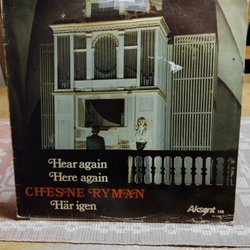 Hear again
Here again
CHESNE RYMAN
Här igen
Aksent